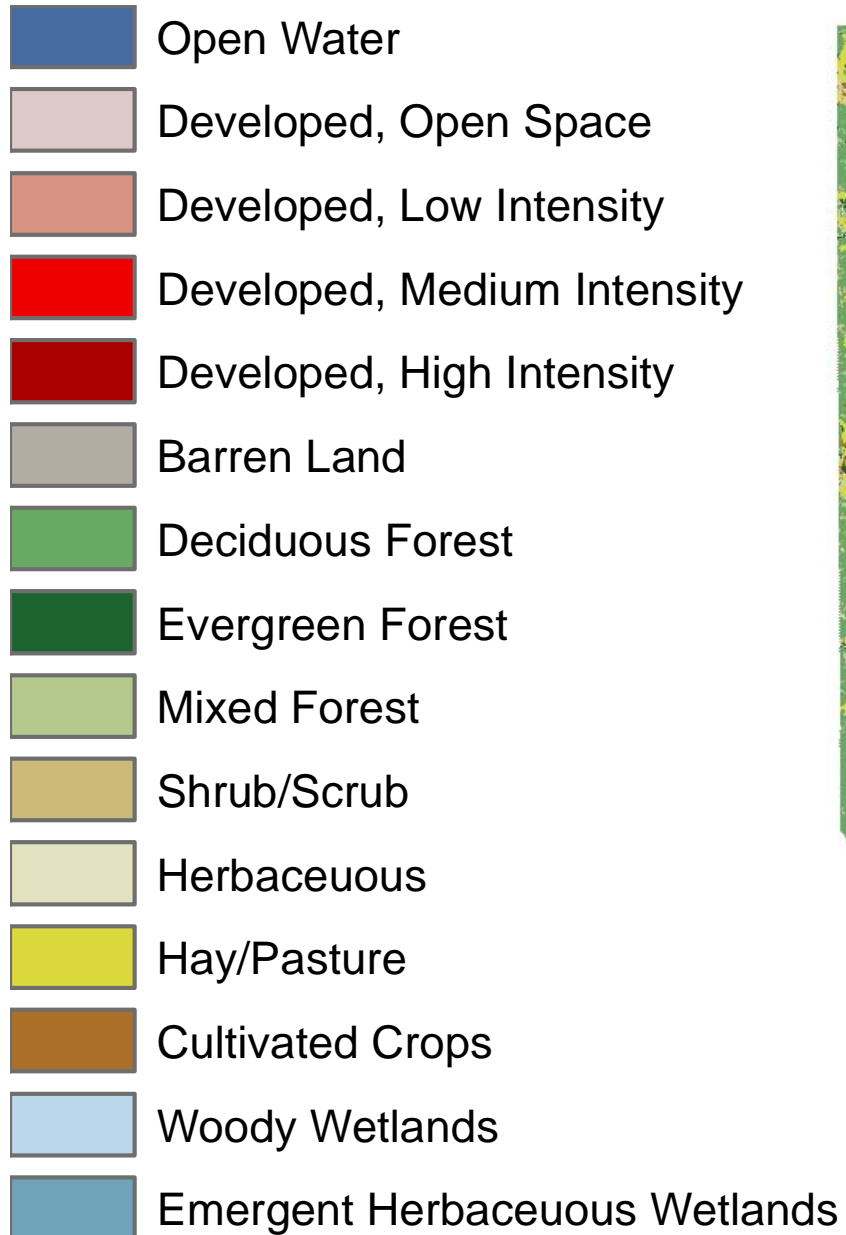 Open Water
Developed, Open Space
Developed, Low Intensity
Developed, Medium Intensity
Developed, High Intensity
Barren Land
Deciduous Forest
Evergreen Forest
Mixed Forest
Shrub/Scrub
Herbaceuous
Hay/Pasture
Cultivated Crops
Woody Wetlands
Emergent Herbaceuous Wetlands